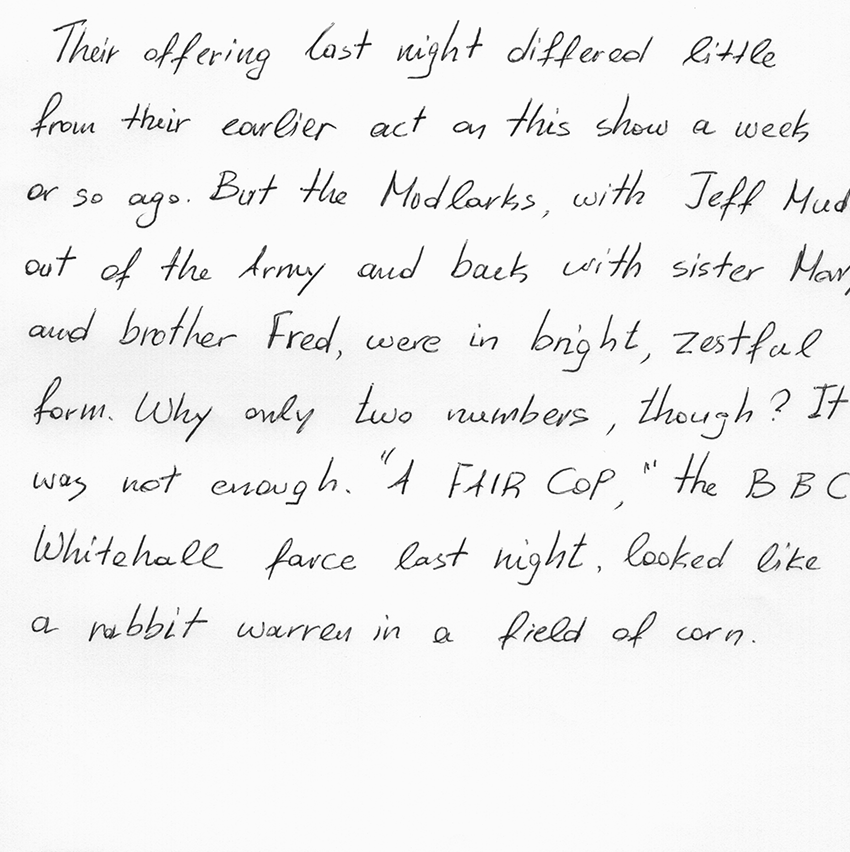 Their offering last night differed little
from their earlier act on this show a week
or so ago. But the Modlarks, with Jeff Mud
out of the Army and back with sister Mary
and brother Fred, were in bright, zestful
form. Why only two numbers, though? It
was not enough. "A FAIR COP," the BBC
Whitehall farce last night, looked like
a rabbit warren in a field of corn.